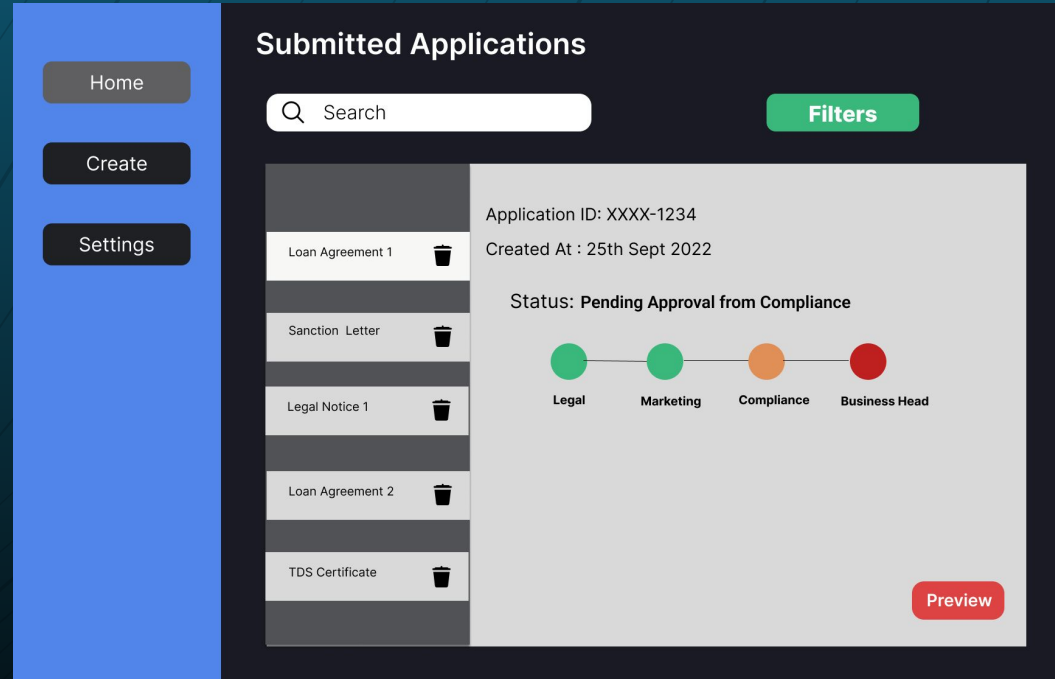 Submitted Applications
Home
Search
Filters
Create
Settings
Application ID: XXXX-1234
Created At : 25th Sept 2022
Loan Agreement 1
Status: Pending Approval from Compliance
Sanction Letter
Legal Marketing Compliance Business Head
Legal Notice 1
Loan Agreement 2
TDS Certificate
Preview